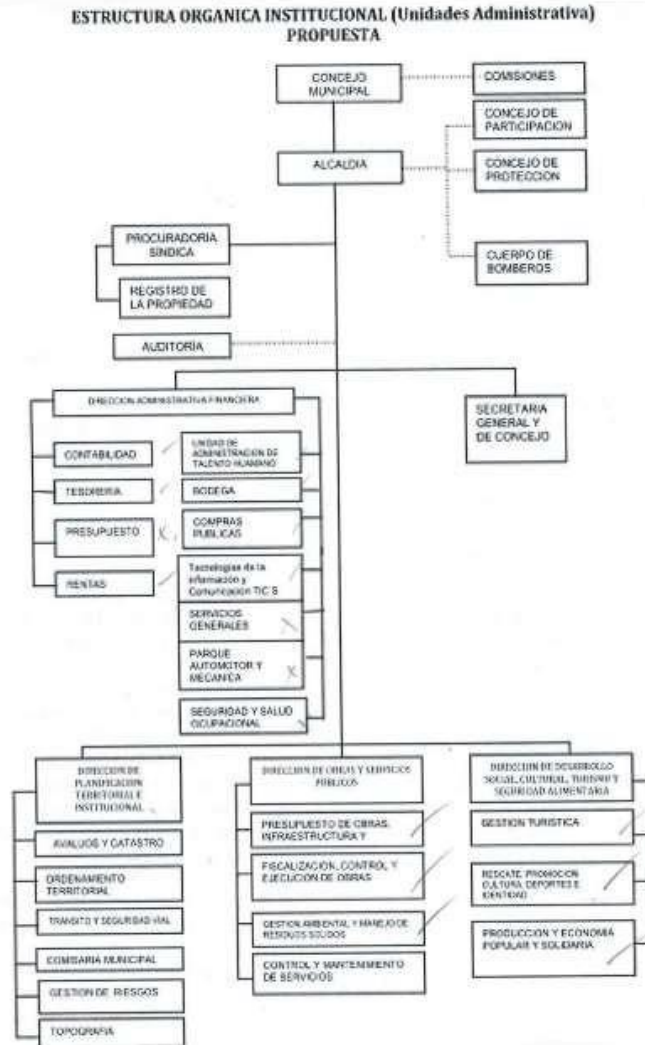 ESTRUCTURA ORGANICA INSTITUCIONAL (Unidades Administrativa)
PROPUESTA
CONCEJO
MUNICIPAL
COMISIONES
CONCEJO DE
PARTICIPACION
ALCALDIA
CONCEJO DE
PROTECCION
PROCURADORIA
SINDICA
CUERPO DE
BOMBEROS
REGISTRO DE
LA PROPIEDAD
AUDITORIA
DIRECCION ADMINISTRATIVA FINANCIERA
SECRETARIA
GENERAL Y
DE CONCEJO
CONTABILIDAD
TESORERIA
PRESUPUESTO
RENTAS
UNIDAD DE
ADMINISTRACION DE
TALENTO HUMANO
BODEGA
COMPRAS
PUBLICAS
Tecnologias de la
Información y
Comunicación TIC S
SERVICIOS
GENERALES
PARQUE
AUTOMOTOR Y
MECANICA
SEGURIDAD Y SALUD
OCUPACIONAL
DIRECCION DE
PLANIFICACION
TERRITORIAL E
INSTITUCIONAL
AVALUOS Y CATASTRO
ORDENAMIENTO
TERRITORIAL
TRANSITO Y SEGURIDAD VIAL
COMISARIA MUNICIPAL
GESTION DE RIESGOS
TOPOGRAFIA
DIRECCION DE OBRAS Y SERVICIOS
PUBLICOS
PRESUPUESTO DE OBRAS,
INFRAESTRUCTURA Y
FISCALIZACION, CONTROL Y
EJECUCION DE OBRAS
GESTION AMBIENTAL Y MANEJO DE
RESIDUOS SOLIDOS
CONTROL Y MANTENIMIENTO
DE SERVICIOS
DIRECCION DE DESARROLLO
SOCIAL, CULTURAL, TURISMO Y
SEGURIDAD ALIMENTARIA
GESTION TURISTICA
RESCATE, PROMOCION
CULTURA, DEPORTES E
IDENTIDAD
PRODUCCION Y ECONOMIA
POPULAR Y SOLIDARIA